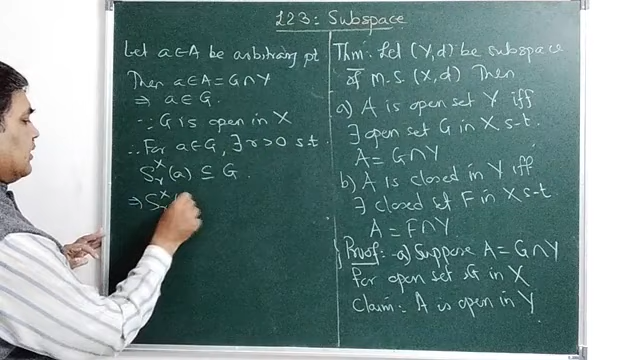 L23: Subspace
Let a∈A be arbitrary pt
Then a∈A = G∩Y
⇒ a∈G.
∵ G is open in X
∴ For a∈G, ∃ r>0 s.t.
S_r^X(a) ⊆ G.
⇒ S_r^X(
Thm: Let (Y,d) be subspace
of M.S. (X,d) Then
a) A is open set Y iff
∃ open set G in X s.t.
A = G∩Y
b) A is closed in Y iff
∃ closed set F in X s.t
A = F∩Y
Proof:- a) Suppose A = G∩Y
for open set G in X
Claim: A is open in Y